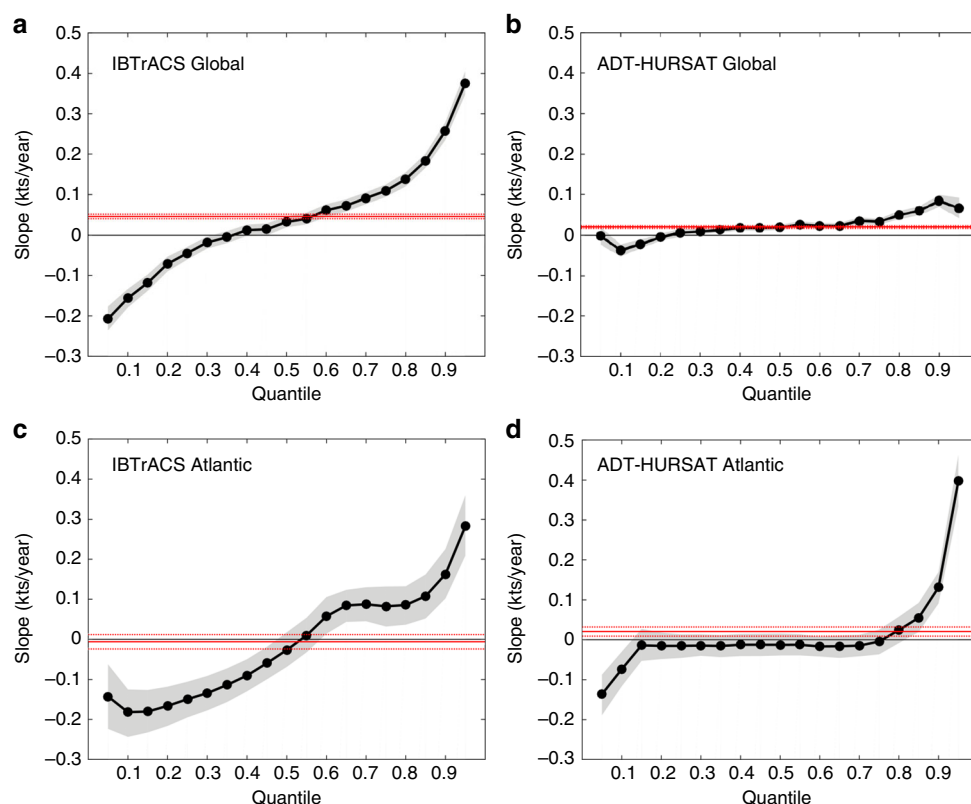 a
IBTrACS Global
0.5
0.4
0.3
0.2
0.1
0
−0.1
−0.2
−0.3
Slope (kts/year)
0.1 0.2 0.3 0.4 0.5 0.6 0.7 0.8 0.9
Quantile
b
ADT-HURSAT Global
0.5
0.4
0.3
0.2
0.1
0
−0.1
−0.2
−0.3
Slope (kts/year)
0.1 0.2 0.3 0.4 0.5 0.6 0.7 0.8 0.9
Quantile
c
IBTrACS Atlantic
0.5
0.4
0.3
0.2
0.1
0
−0.1
−0.2
−0.3
Slope (kts/year)
0.1 0.2 0.3 0.4 0.5 0.6 0.7 0.8 0.9
Quantile
d
ADT-HURSAT Atlantic
0.5
0.4
0.3
0.2
0.1
0
−0.1
−0.2
−0.3
Slope (kts/year)
0.1 0.2 0.3 0.4 0.5 0.6 0.7 0.8 0.9
Quantile